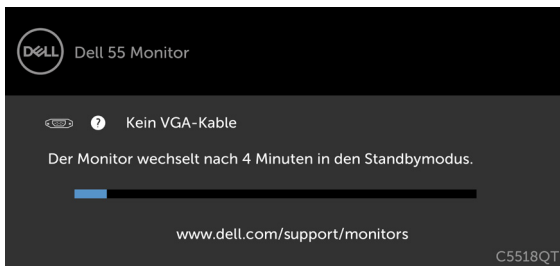 DELL
Dell 55 Monitor
? Kein VGA-Kable
Der Monitor wechselt nach 4 Minuten in den Standbymodus.
www.dell.com/support/monitors
C5518QT